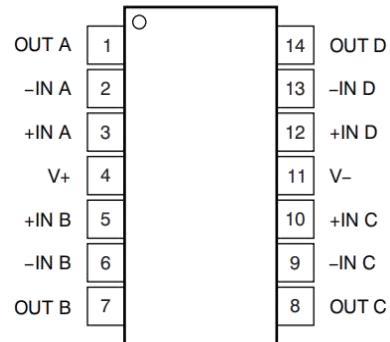 OUT A 1 14 OUT D
−IN A 2 13 −IN D
+IN A 3 12 +IN D
V+ 4 11 V−
+IN B 5 10 +IN C
−IN B 6 9 −IN C
OUT B 7 8 OUT C